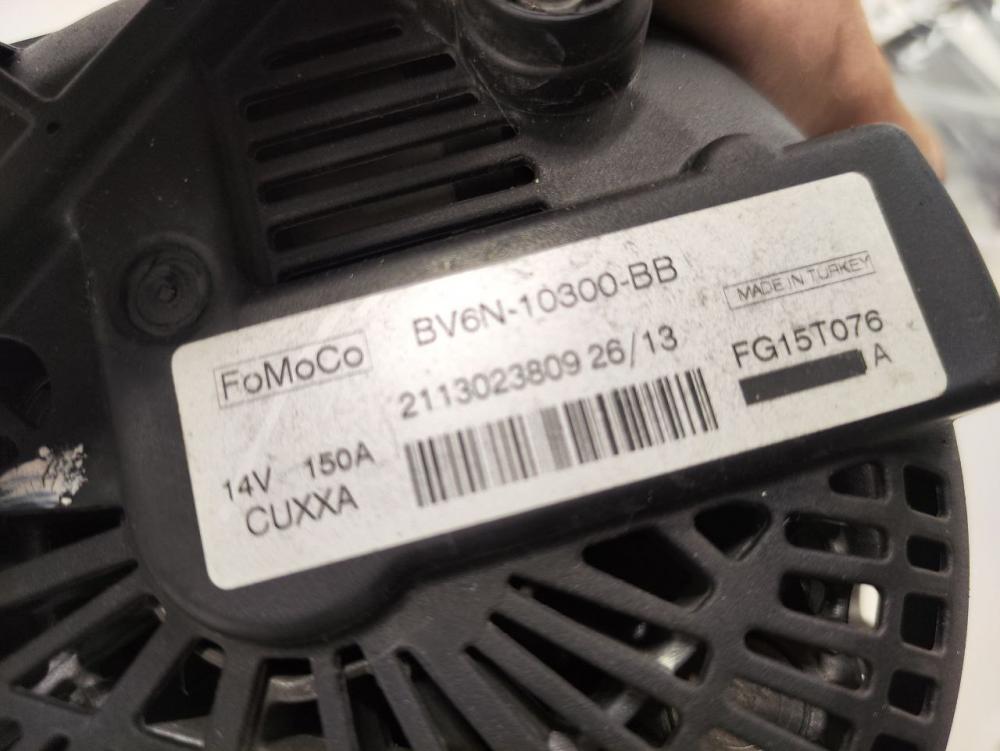 FoMoCo
BV6N-10300-BB
MADE IN TURKEY
2113023809 26/13
FG15T076
A
14V 150A
CUXXA